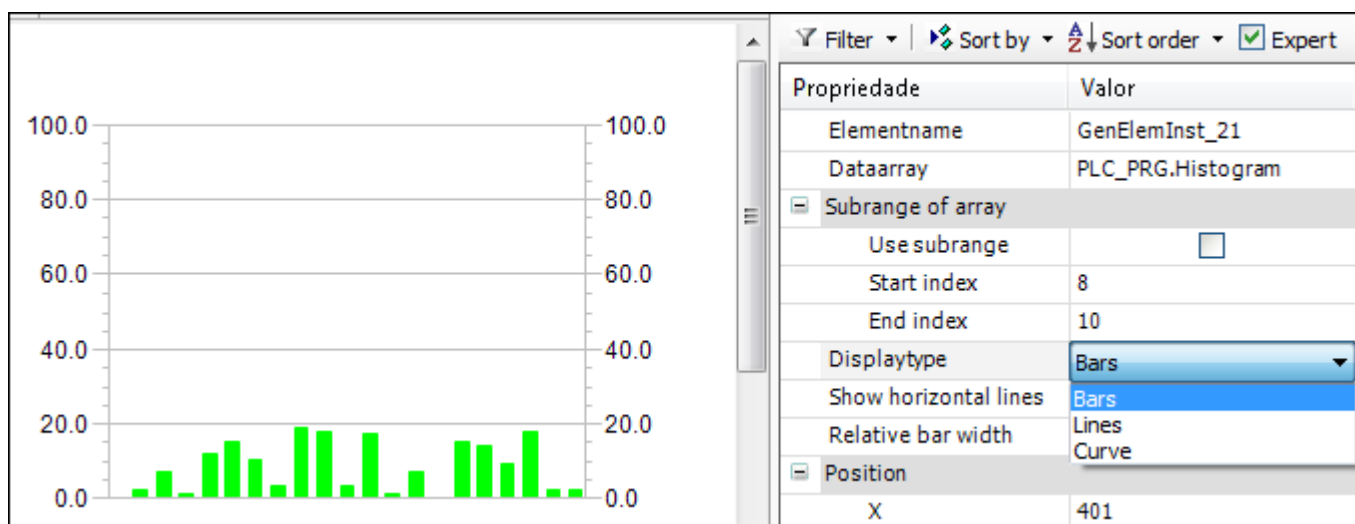 Filter Sort by A Z Sort order Expert
Propriedade Valor
Elementname GenElemInst_21
Dataarray PLC_PRG.Histogram
Subrange of array
Use subrange
Start index 8
End index 10
Displaytype Bars
Show horizontal lines Bars
Lines
Relative bar width
Curve
Position
X 401
100.0 100.0
80.0 80.0
60.0 60.0
40.0 40.0
20.0 20.0
0.0 0.0